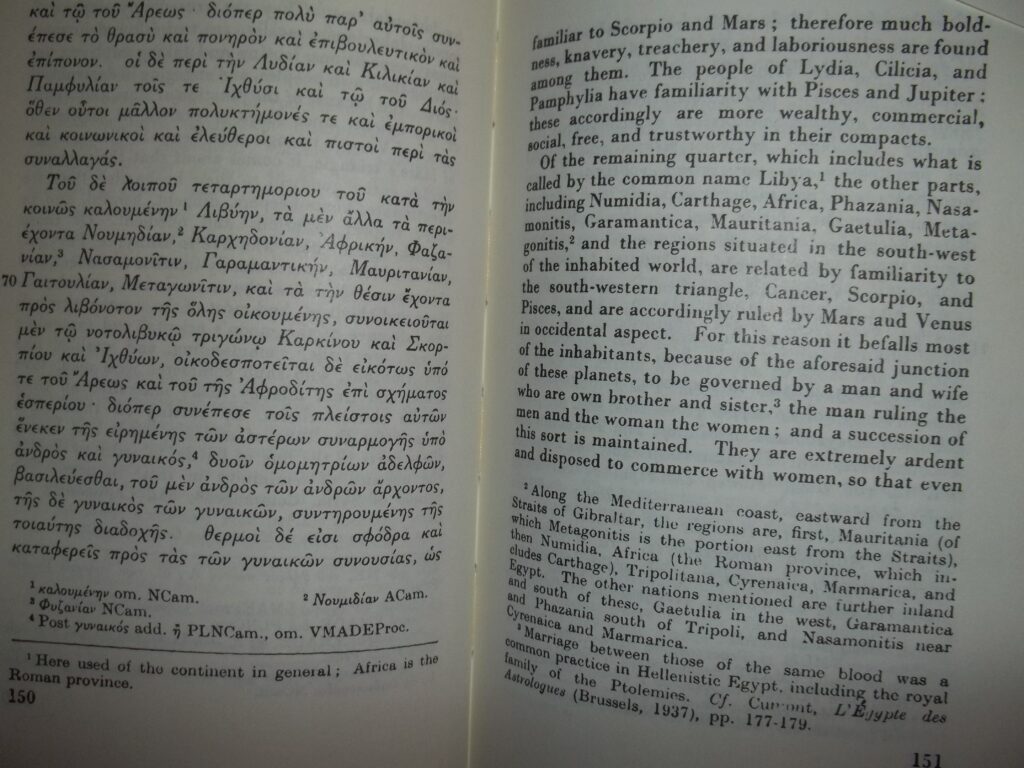 καὶ τῷ τοῦ Ἄρεως· διόπερ πολὺ παρ' αὐτοῖς συν-
έπεσε τὸ θρασὺ καὶ πονηρὸν καὶ ἐπιβουλευτικὸν καὶ
ἐπίπονον. οἱ δὲ περὶ τὴν Λυδίαν καὶ Κιλικίαν καὶ
Παμφυλίαν τοῖς τε Ἰχθύσι καὶ τῷ τοῦ Διός·
ὅθεν οὗτοι μᾶλλον πολυκτήμονές τε καὶ ἐμπορικοὶ
καὶ κοινωνικοὶ καὶ ἐλεύθεροι καὶ πιστοὶ περὶ τὰς
συναλλαγάς.
Τοῦ δὲ λοιποῦ τεταρτημορίου τοῦ κατὰ τὴν
κοινῶς καλουμένην¹ Λιβύην, τὰ μὲν ἄλλα τὰ περι-
έχοντα Νουμηδίαν,² Καρχηδονίαν, Ἀφρικήν, Φαζα-
νίαν,³ Νασαμονῖτιν, Γαραμαντικήν, Μαυριτανίαν,
70 Γαιτουλίαν, Μεταγωνῖτιν, καὶ τὰ τὴν θέσιν ἔχοντα
πρὸς λιβόνοτον τῆς ὅλης οἰκουμένης, συνοικειοῦται
μὲν τῷ νοτολιβυκῷ τριγώνῳ Καρκίνου καὶ Σκορ-
πίου καὶ Ἰχθύων, οἰκοδεσποτεῖται δὲ εἰκότως ὑπό
τε τοῦ Ἄρεως καὶ τοῦ τῆς Ἀφροδίτης ἐπὶ σχήματος
ἑσπερίου· διόπερ συνέπεσε τοῖς πλείστοις αὐτῶν
ἕνεκεν τῆς εἰρημένης τῶν ἀστέρων συναρμογῆς ὑπὸ
ἀνδρὸς καὶ γυναικός,⁴ δυοῖν ὁμομητρίων ἀδελφῶν,
βασιλεύεσθαι, τοῦ μὲν ἀνδρὸς τῶν ἀνδρῶν ἄρχοντος,
τῆς δὲ γυναικὸς τῶν γυναικῶν, συντηρουμένης τῆς
τοιαύτης διαδοχῆς. θερμοὶ δέ εἰσι σφόδρα καὶ
καταφερεῖς πρὸς τὰς τῶν γυναικῶν συνουσίας, ὡς
¹ καλουμένην om. NCam. ² Νουμιδίαν ACam.
³ Φυζανίαν NCam.
⁴ Post γυναικὸς add. ἢ PLNCam., om. VMADEProc.
¹ Here used of the continent in general; Africa is the
Roman province.
150
familiar to Scorpio and Mars; therefore much bold-
ness, knavery, treachery, and laboriousness are found
among them. The people of Lydia, Cilicia, and
Pamphylia have familiarity with Pisces and Jupiter;
these accordingly are more wealthy, commercial,
social, free, and trustworthy in their compacts.
Of the remaining quarter, which includes what is
called by the common name Libya,¹ the other parts,
including Numidia, Carthage, Africa, Phazania, Nasa-
monitis, Garamantica, Mauritania, Gaetulia, Meta-
gonitis,² and the regions situated in the south-west
of the inhabited world, are related by familiarity to
the south-western triangle, Cancer, Scorpio, and
Pisces, and are accordingly ruled by Mars and Venus
in occidental aspect. For this reason it befalls most
of the inhabitants, because of the aforesaid junction
of these planets, to be governed by a man and wife
who are own brother and sister,³ the man ruling the
men and the woman the women; and a succession of
this sort is maintained. They are extremely ardent
and disposed to commerce with women, so that even
² Along the Mediterranean coast, eastward from the
Straits of Gibraltar, the regions are, first, Mauritania (of
which Metagonitis is the portion east from the Straits),
then Numidia, Africa (the Roman province, which in-
cludes Carthage), Tripolitana, Cyrenaica, Marmarica, and
Egypt. The other nations mentioned are further inland
and south of these, Gaetulia in the west, Garamantica
and Phazania south of Tripoli, and Nasamonitis near
Cyrenaica and Marmarica.
³ Marriage between those of the same blood was a
common practice in Hellenistic Egypt, including the royal
family of the Ptolemies. Cf. Cumont, L'Égypte des
Astrologues (Brussels, 1937), pp. 177-179.
151